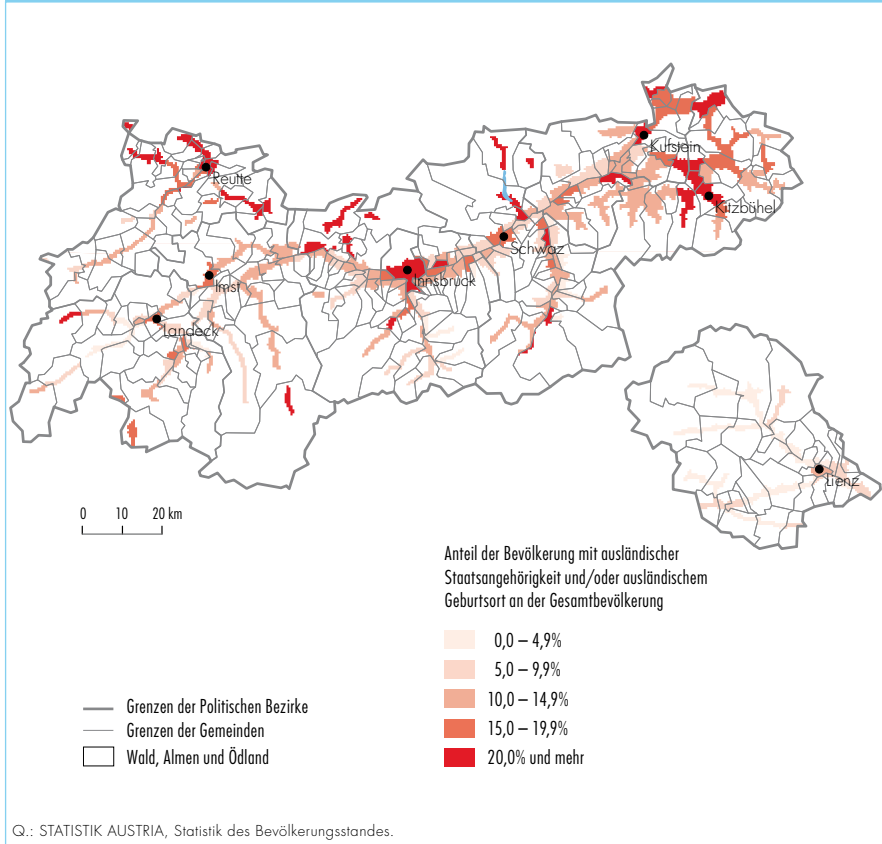 Kufstein
Reutte
Kitzbühel
Schwaz
Innsbruck
Imst
Landeck
Lienz
0 10 20 km
Anteil der Bevölkerung mit ausländischer
Staatsangehörigkeit und/oder ausländischem
Geburtsort an der Gesamtbevölkerung
0,0 – 4,9%
5,0 – 9,9%
10,0 – 14,9%
15,0 – 19,9%
20,0% und mehr
Grenzen der Politischen Bezirke
Grenzen der Gemeinden
Wald, Almen und Ödland
Q.: STATISTIK AUSTRIA, Statistik des Bevölkerungsstandes.